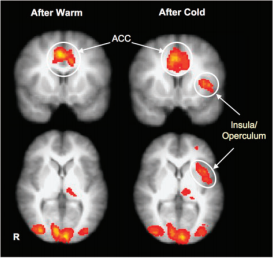 After Warm
After Cold
ACC
Insula/
Operculum
R